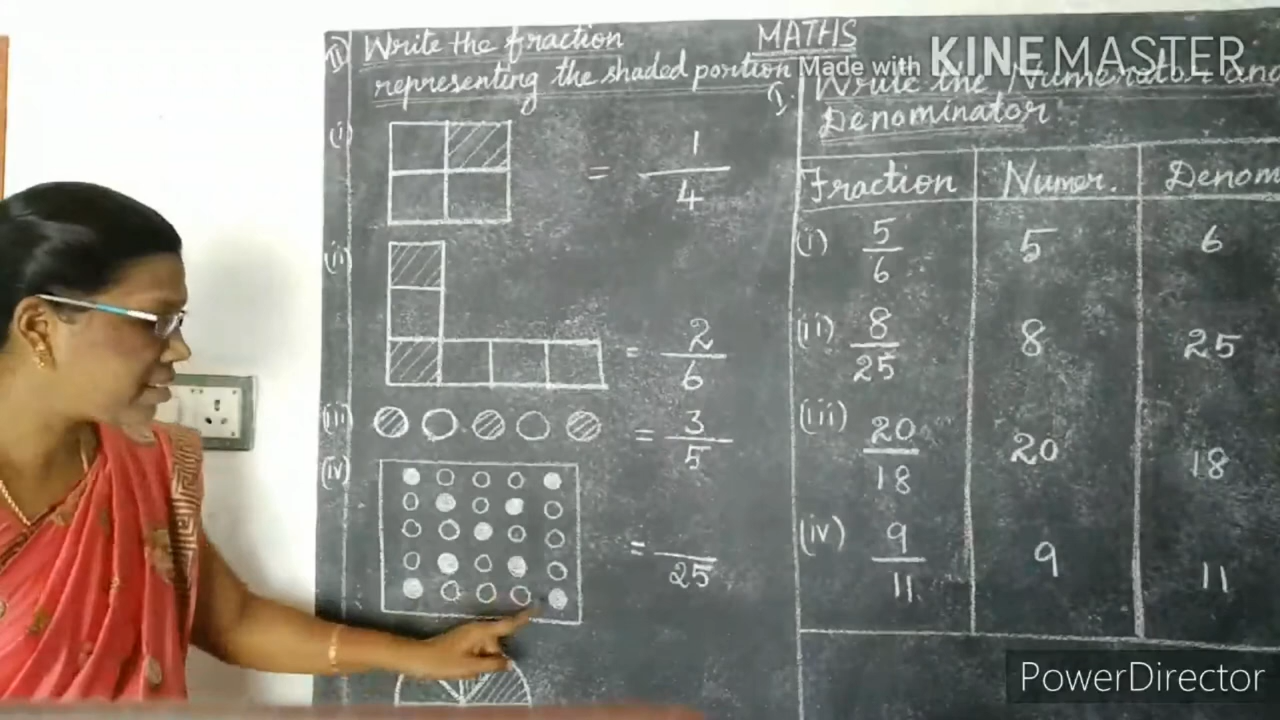 MATHS
Made with KINEMASTER
II) Write the fraction
representing the shaded portion
(i) = 1/4
(ii) = 2/6
(iii) = 3/5
(iv) = /25
I. Write the Numerator and
Denominator
Fraction Numer. Denom
(i) 5/6 5 6
(ii) 8/25 8 25
(iii) 20/18 20 18
(iv) 9/11 9 11
PowerDirector